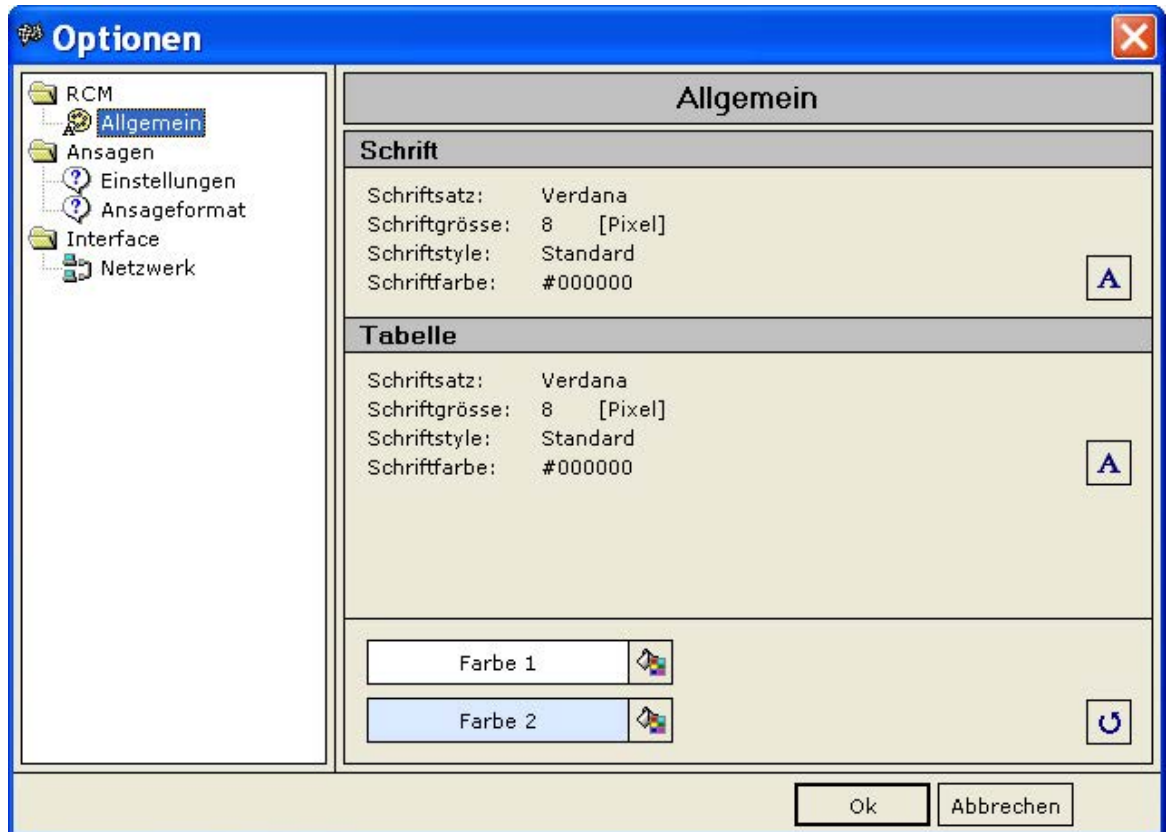 Optionen
RCM
Allgemein
Ansagen
Einstellungen
Ansageformat
Interface
Netzwerk
Allgemein
Schrift
Schriftsatz: Verdana
Schriftgrösse: 8 [Pixel]
Schriftstyle: Standard
Schriftfarbe: #000000
A
Tabelle
Schriftsatz: Verdana
Schriftgrösse: 8 [Pixel]
Schriftstyle: Standard
Schriftfarbe: #000000
A
Farbe 1
Farbe 2
Ok Abbrechen